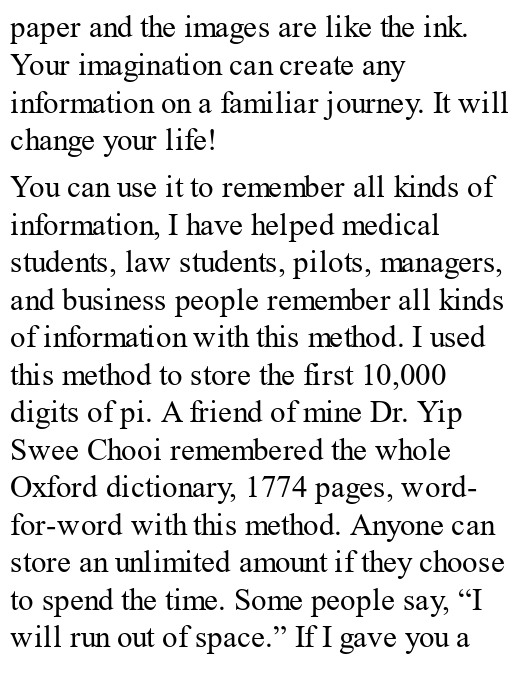 paper and the images are like the ink.
Your imagination can create any
information on a familiar journey. It will
change your life!
You can use it to remember all kinds of
information, I have helped medical
students, law students, pilots, managers,
and business people remember all kinds
of information with this method. I used
this method to store the first 10,000
digits of pi. A friend of mine Dr. Yip
Swee Chooi remembered the whole
Oxford dictionary, 1774 pages, word-
for-word with this method. Anyone can
store an unlimited amount if they choose
to spend the time. Some people say, “I
will run out of space.” If I gave you a